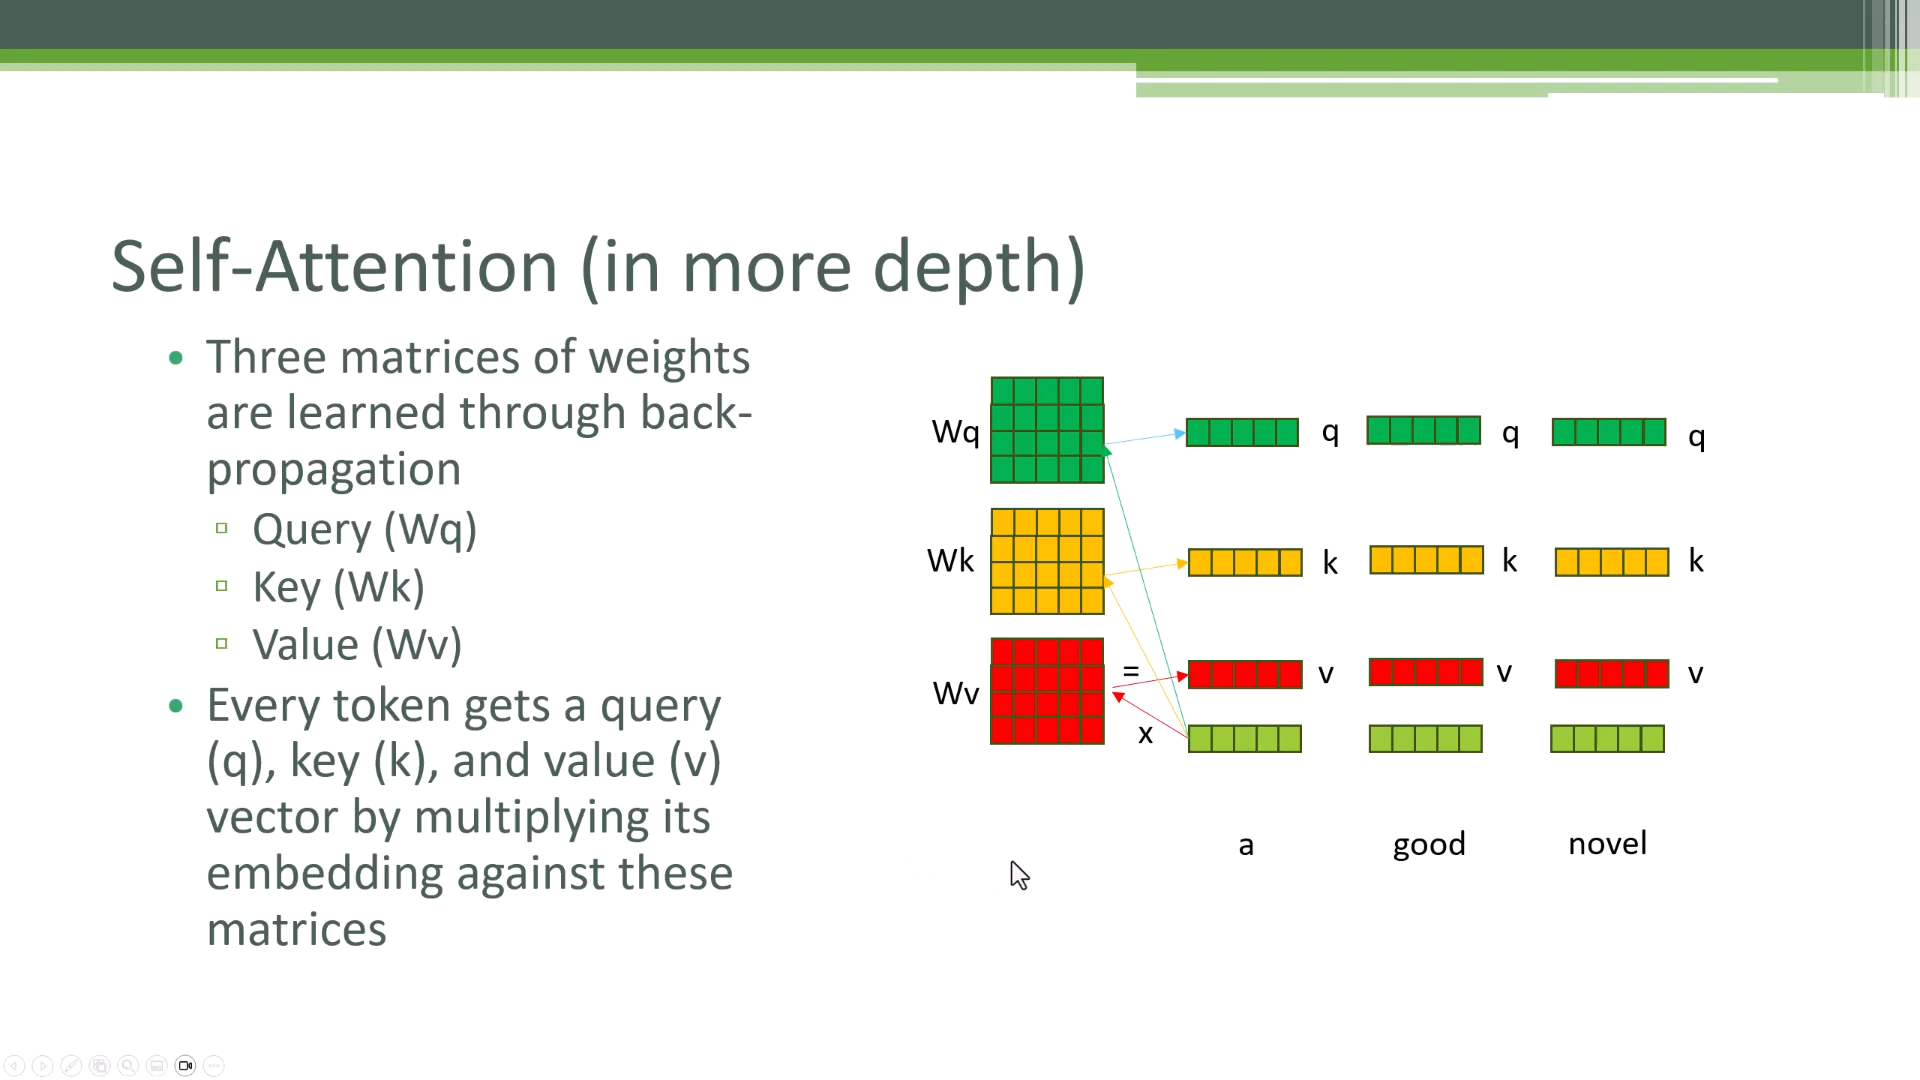 Self-Attention (in more depth)
• Three matrices of weights
are learned through back-
propagation
▫ Query (Wq)
▫ Key (Wk)
▫ Value (Wv)
• Every token gets a query
(q), key (k), and value (v)
vector by multiplying its
embedding against these
matrices
Wq q q q
Wk k k k
= v v v
Wv
x
a good novel